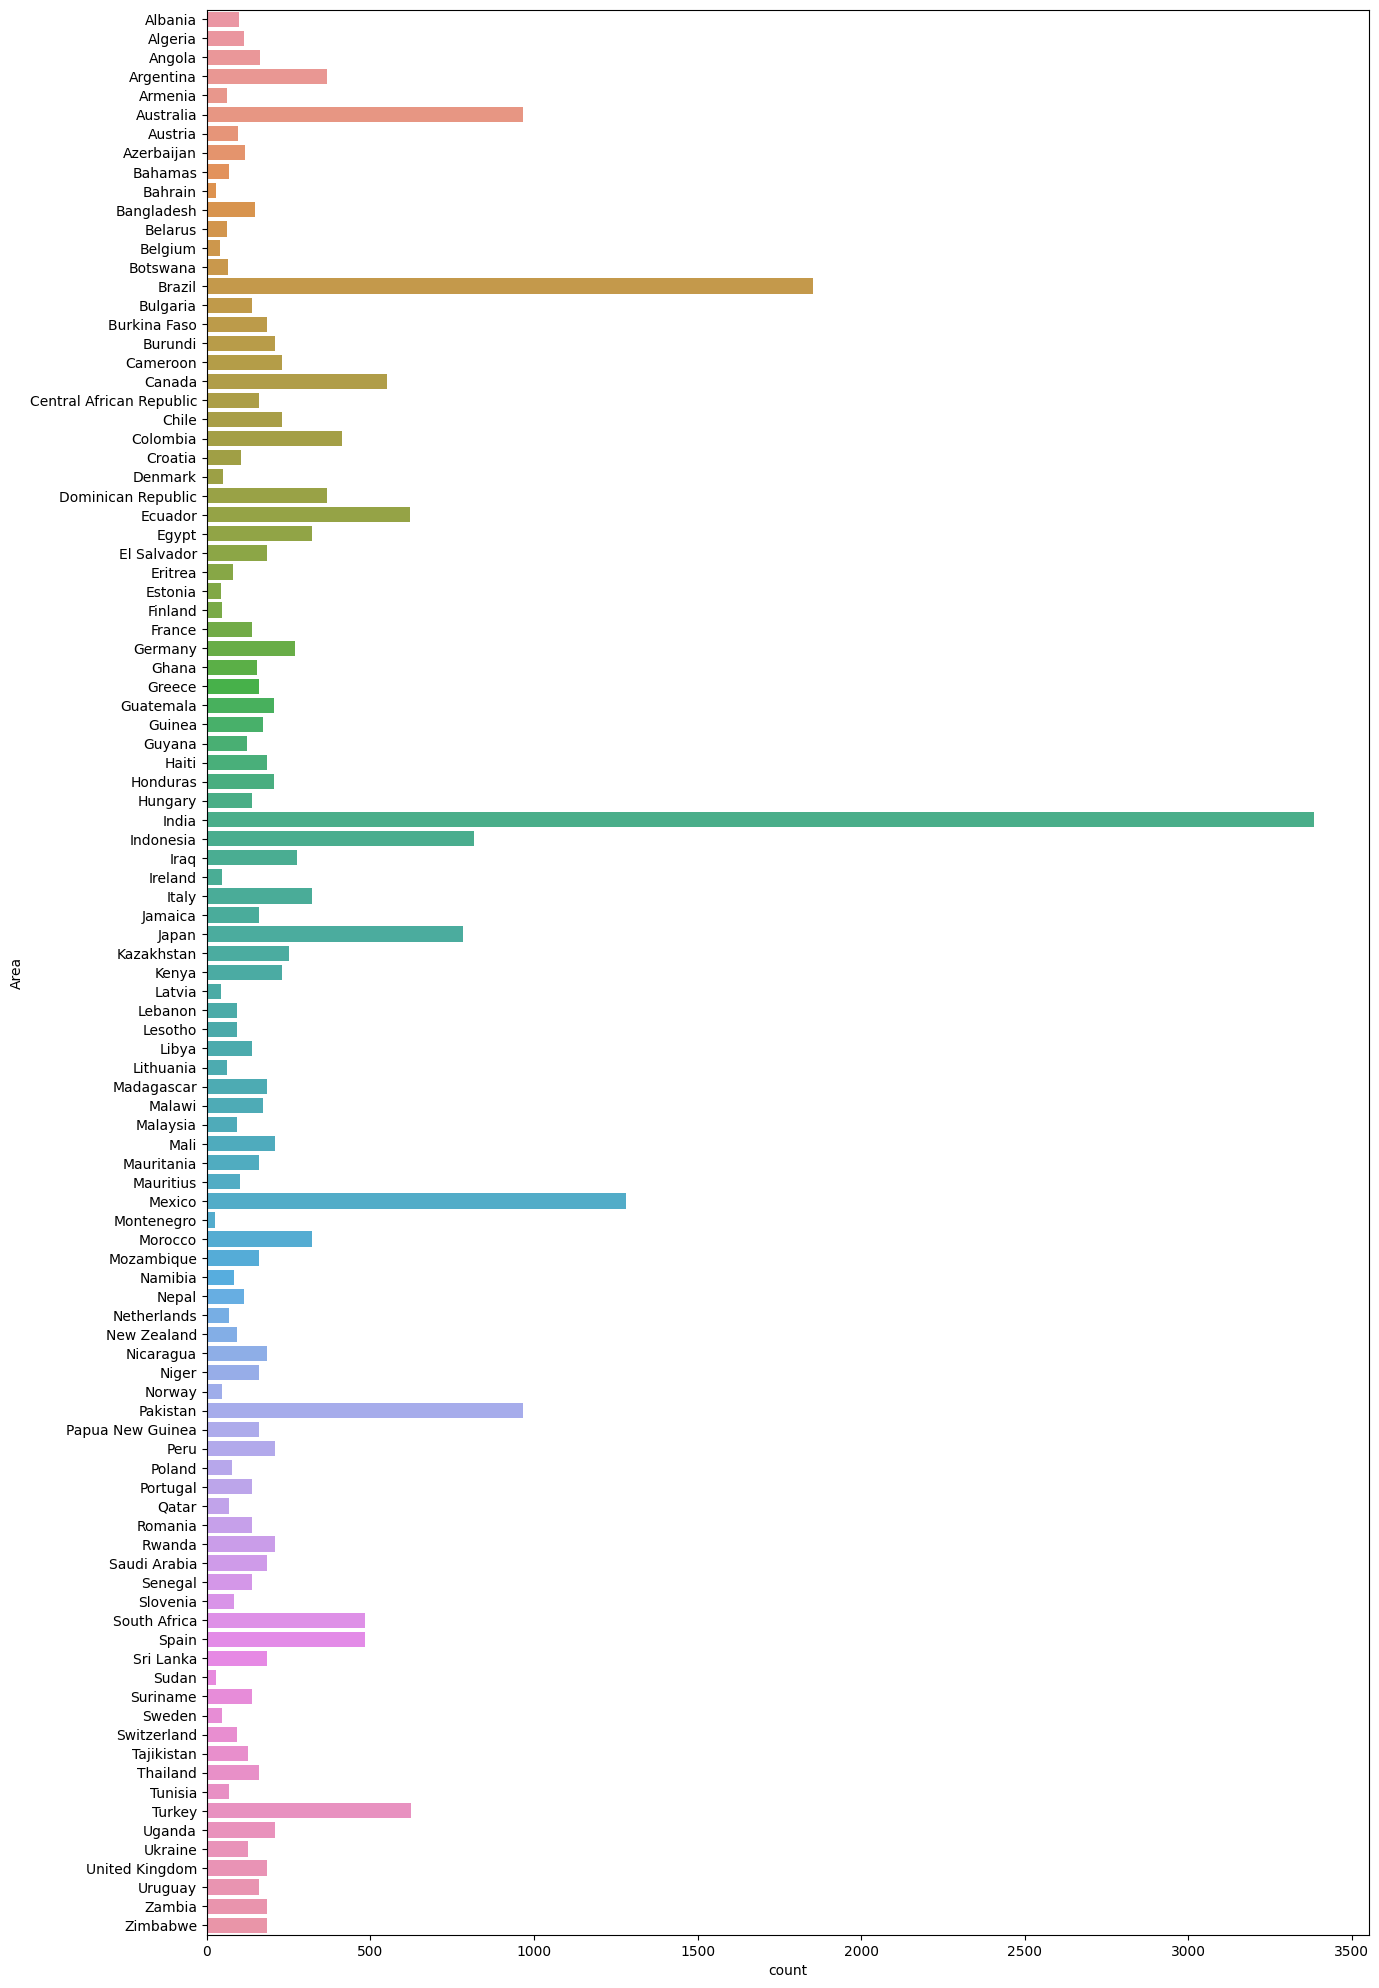 Albania
Algeria
Angola
Argentina
Armenia
Australia
Austria
Azerbaijan
Bahamas
Bahrain
Bangladesh
Belarus
Belgium
Botswana
Brazil
Bulgaria
Burkina Faso
Burundi
Cameroon
Canada
Central African Republic
Chile
Colombia
Croatia
Denmark
Dominican Republic
Ecuador
Egypt
El Salvador
Eritrea
Estonia
Finland
France
Germany
Ghana
Greece
Guatemala
Guinea
Guyana
Haiti
Honduras
Hungary
India
Indonesia
Iraq
Ireland
Italy
Jamaica
Japan
Kazakhstan
Kenya
Latvia
Lebanon
Lesotho
Libya
Lithuania
Madagascar
Malawi
Malaysia
Mali
Mauritania
Mauritius
Mexico
Montenegro
Morocco
Mozambique
Namibia
Nepal
Netherlands
New Zealand
Nicaragua
Niger
Norway
Pakistan
Papua New Guinea
Peru
Poland
Portugal
Qatar
Romania
Rwanda
Saudi Arabia
Senegal
Slovenia
South Africa
Spain
Sri Lanka
Sudan
Suriname
Sweden
Switzerland
Tajikistan
Thailand
Tunisia
Turkey
Uganda
Ukraine
United Kingdom
Uruguay
Zambia
Zimbabwe
Area
0 500 1000 1500 2000 2500 3000 3500
count